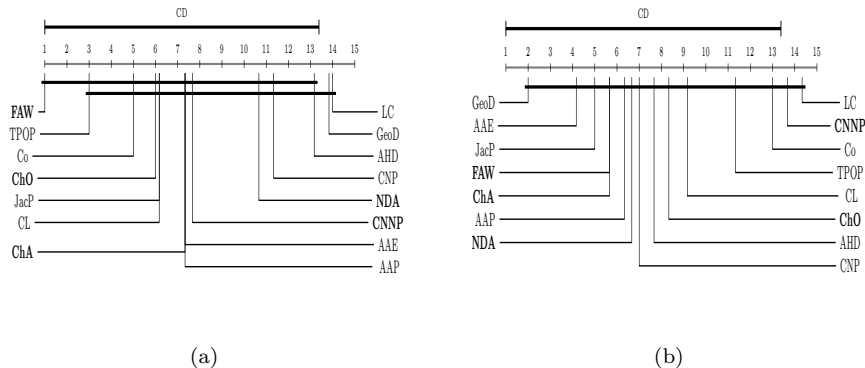 CD
1 2 3 4 5 6 7 8 9 10 11 12 13 14 15
FAW LC
TPOP GeoD
Co AHD
ChO CNP
JacP NDA
CL CNNP
ChA AAE
AAP
(a)
CD
1 2 3 4 5 6 7 8 9 10 11 12 13 14 15
GeoD LC
AAE CNNP
JacP Co
FAW TPOP
ChA CL
AAP ChO
NDA AHD
CNP
(b)